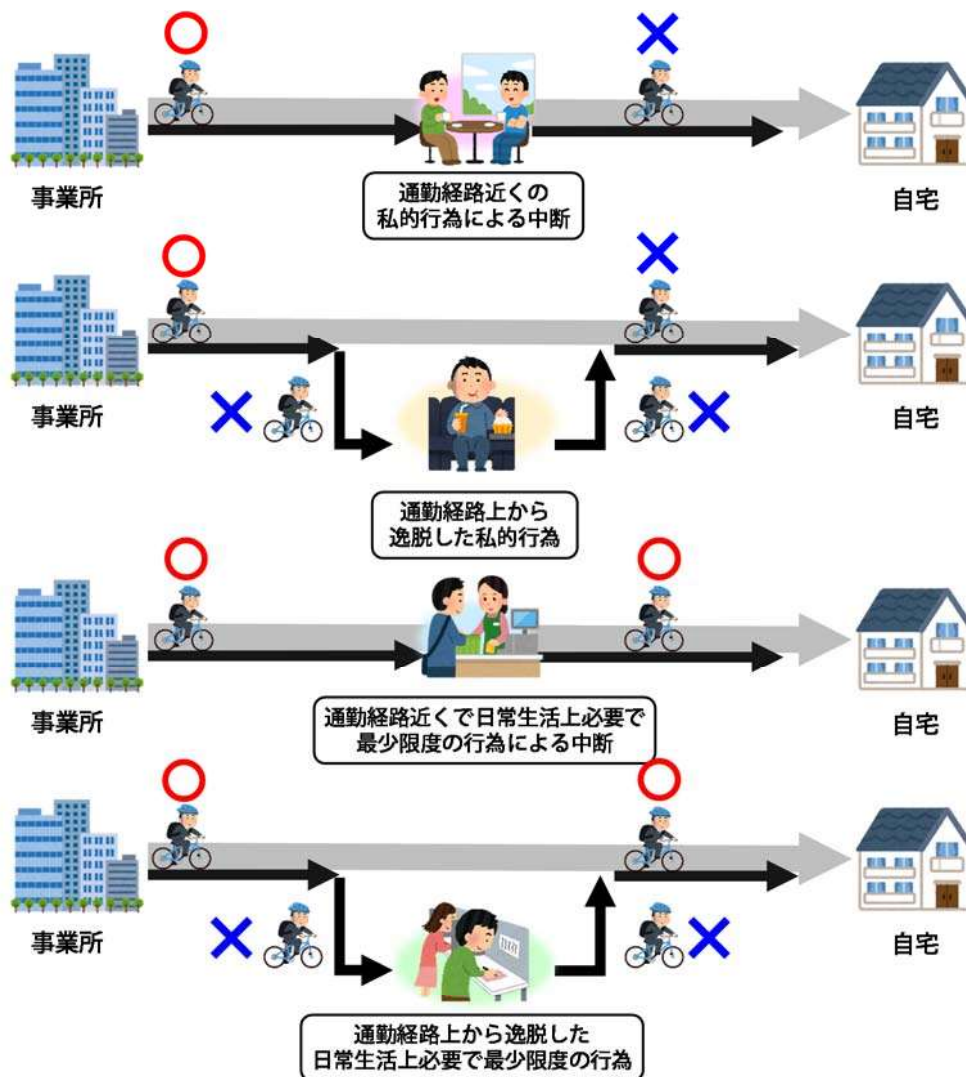 事業所
通勤経路近くの
私的行為による中断
自宅
事業所
通勤経路上から
逸脱した私的行為
自宅
事業所
通勤経路近くで日常生活上必要で
最少限度の行為による中断
自宅
事業所
通勤経路上から逸脱した
日常生活上必要で最少限度の行為
自宅